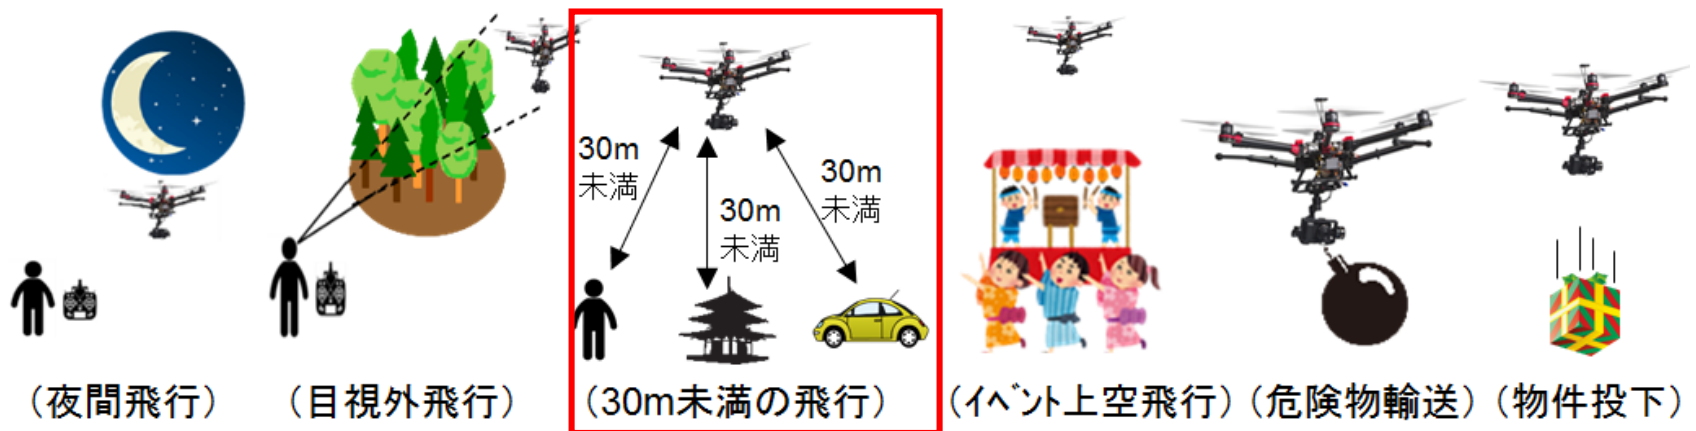 30m
未満
30m
未満
30m
未満
(夜間飛行)
(目視外飛行)
(30m未満の飛行)
(イベント上空飛行)
(危険物輸送)
(物件投下)